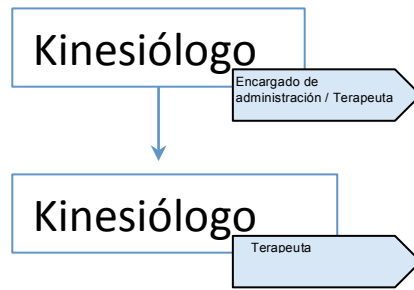 Kinesiólogo
Encargado de
administración / Terapeuta
Kinesiólogo
Terapeuta